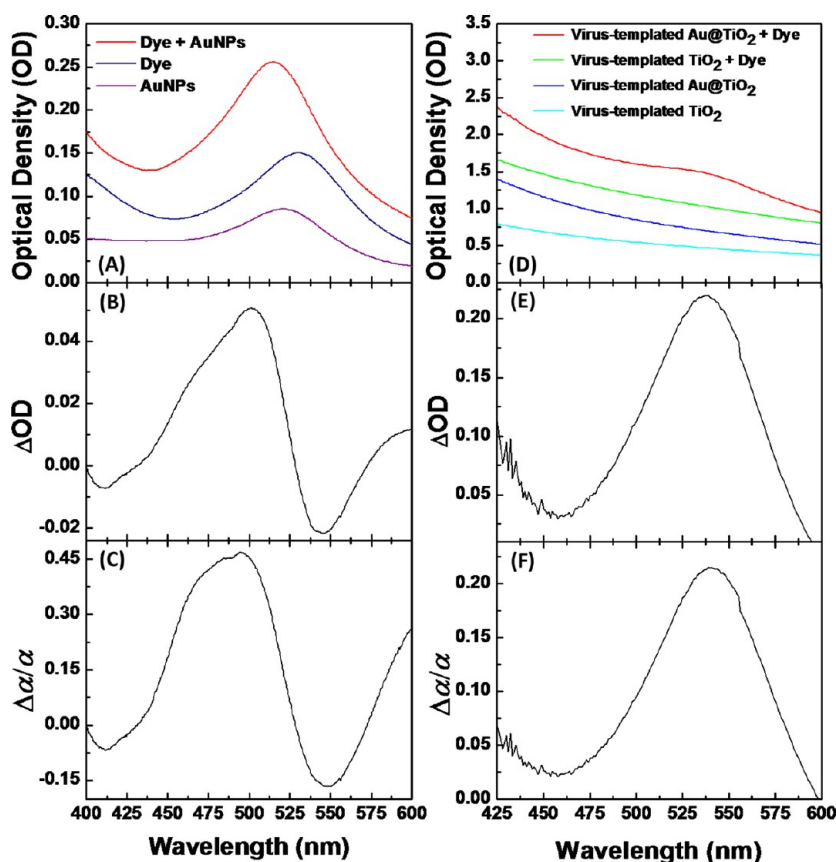 Optical Density (OD)
0.30
0.25
0.20
0.15
0.10
0.05
0.00
Dye + AuNPs
Dye
AuNPs
(A)
ΔOD
0.04
0.02
0.00
-0.02
(B)
Δα/α
0.45
0.30
0.15
0.00
-0.15
(C)
400 425 450 475 500 525 550 575 600
Wavelength (nm)
Optical Density (OD)
3.5
3.0
2.5
2.0
1.5
1.0
0.5
0.0
Virus-templated Au@TiO₂ + Dye
Virus-templated TiO₂ + Dye
Virus-templated Au@TiO₂
Virus-templated TiO₂
(D)
ΔOD
0.20
0.15
0.10
0.05
(E)
Δα/α
0.20
0.15
0.10
0.05
0.00
(F)
425 450 475 500 525 550 575 600
Wavelength (nm)